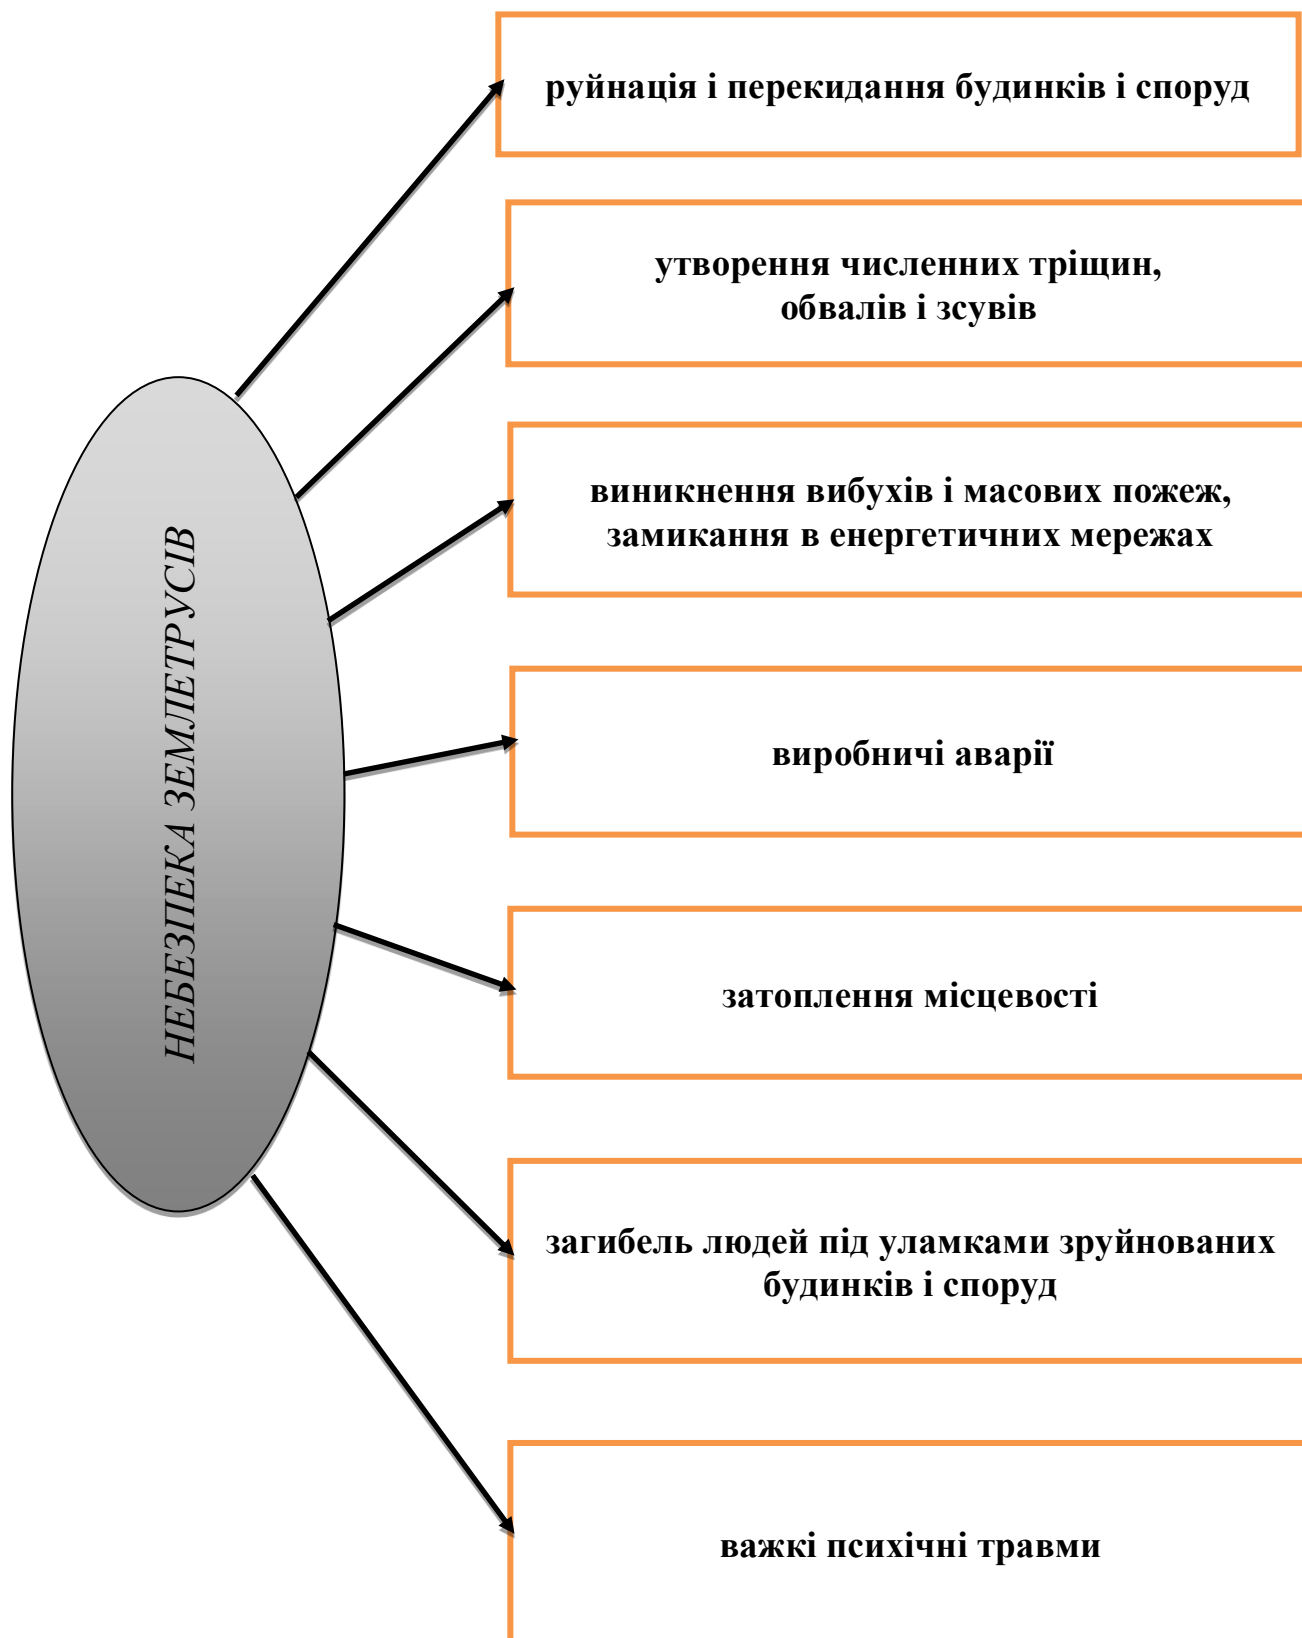 НЕБЕЗПЕКА ЗЕМЛЕТРУСІВ
руйнація і перекидання будинків і споруд
утворення численних тріщин,
обвалів і зсувів
виникнення вибухів і масових пожеж,
замикання в енергетичних мережах
виробничі аварії
затоплення місцевості
загибель людей під уламками зруйнованих
будинків і споруд
важкі психічні травми